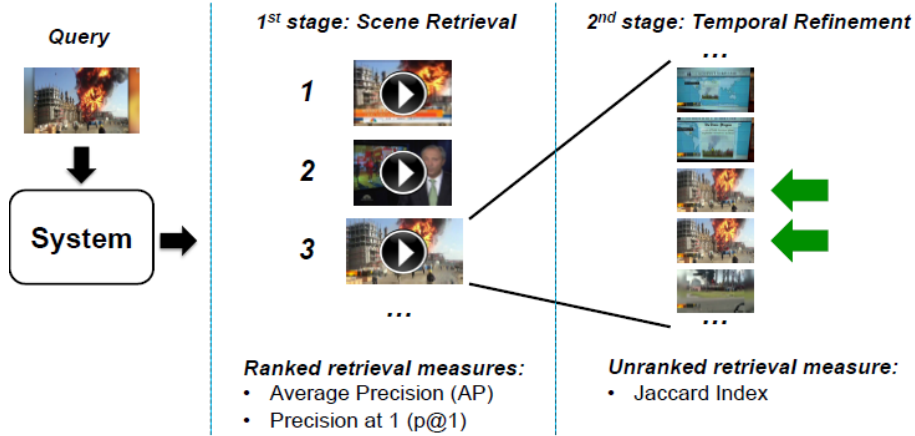 Query
System
1st stage: Scene Retrieval
1
2
3
...
Ranked retrieval measures:
• Average Precision (AP)
• Precision at 1 (p@1)
2nd stage: Temporal Refinement
...
...
Unranked retrieval measure:
• Jaccard Index